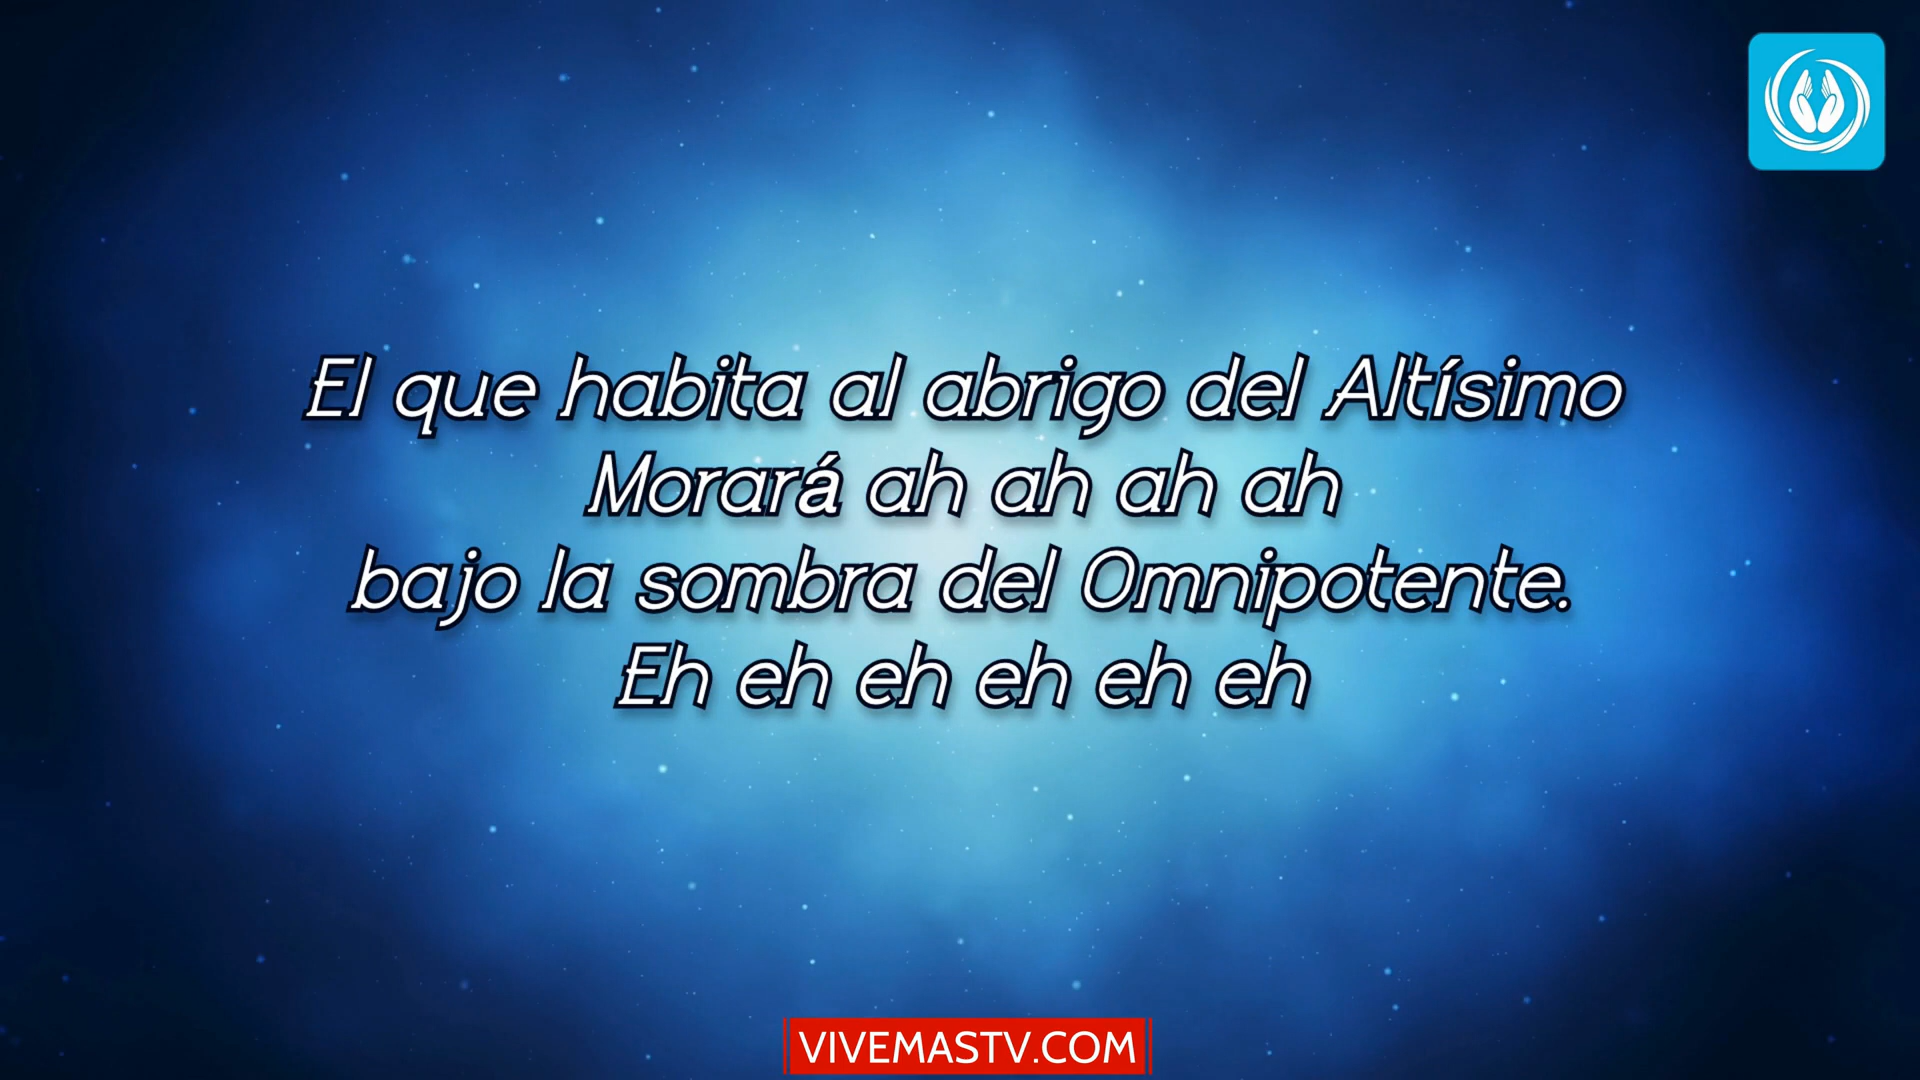 El que habita al abrigo del Altísimo
Morará ah ah ah ah
bajo la sombra del Omnipotente.
Eh eh eh eh eh eh
VIVEMASTV.COM